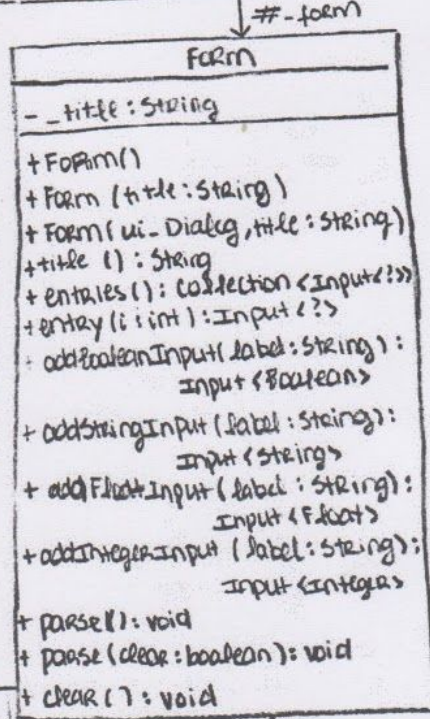 #-form
Form
- _title : String
+ Form()
+ Form (title : String)
+ Form( ui_Dialog, title : String)
+ title () : String
+ entries() : Collection <Input<?>>
+ entry (i : int) : Input <?>
+ addBooleanInput( label : String) :
Input <Boolean>
+ addStringInput ( label : String) :
Input <String>
+ addFloatInput ( label : String) :
Input <Float>
+ addIntegerInput ( label : String) :
Input <Integer>
+ parse() : void
+ parse (clear : boolean) : void
+ clear () : void